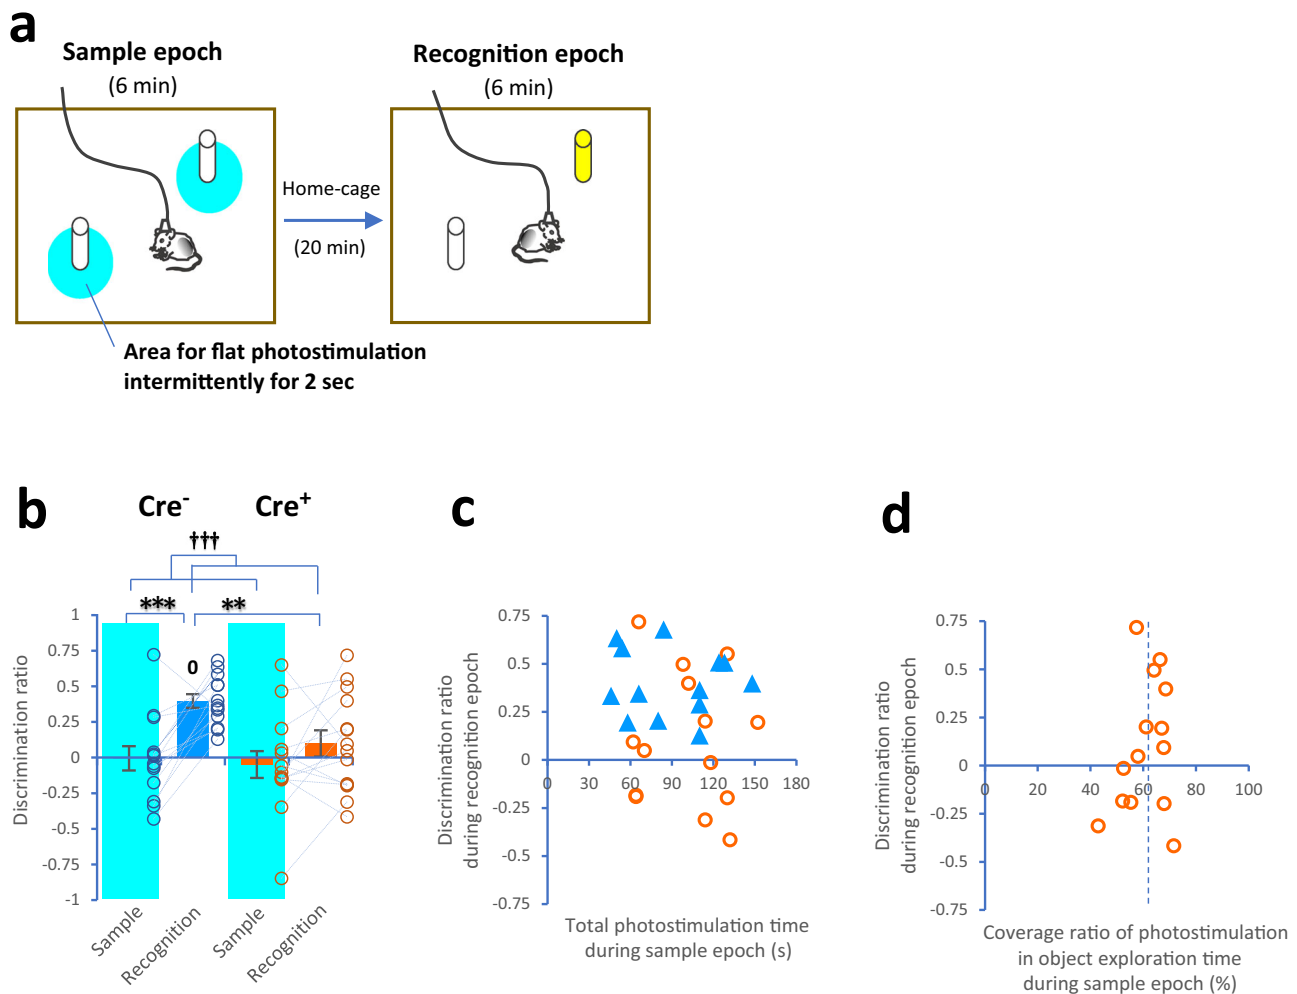 a
Sample epoch
(6 min)
Recognition epoch
(6 min)
Home-cage
(20 min)
Area for flat photostimulation
intermittently for 2 sec
b
Cre-
Cre+
†††
***
**
0
Discrimination ratio
1
0.75
0.5
0.25
0
-0.25
-0.5
-0.75
-1
Sample
Recognition
Sample
Recognition
c
Discrimination ratio
during recognition epoch
0.75
0.5
0.25
0
-0.25
-0.5
-0.75
0 30 60 90 120 150 180
Total photostimulation time
during sample epoch (s)
d
Discrimination ratio
during recognition epoch
0.75
0.5
0.25
0
-0.25
-0.5
-0.75
0 20 40 60 80 100
Coverage ratio of photostimulation
in object exploration time
during sample epoch (%)